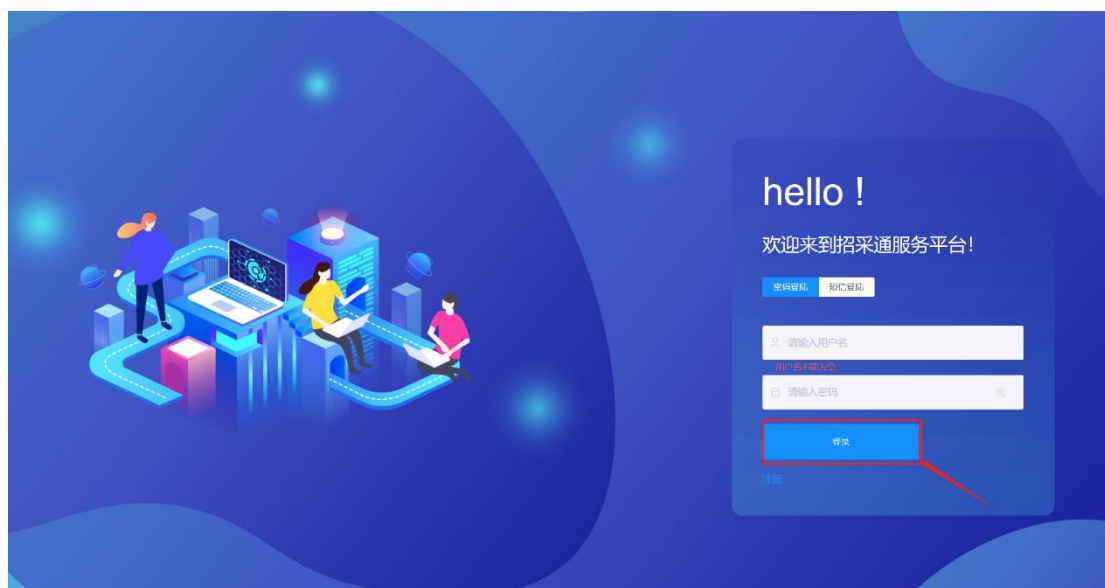 hello !
欢迎来到招采通服务平台!
密码登陆 短信登陆
请输入用户名
用户名不能为空
请输入密码
登录
注册